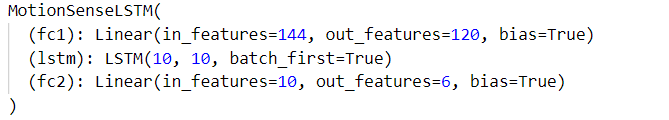 MotionSenseLSTM(
  (fc1): Linear(in_features=144, out_features=120, bias=True)
  (lstm): LSTM(10, 10, batch_first=True)
  (fc2): Linear(in_features=10, out_features=6, bias=True)
)